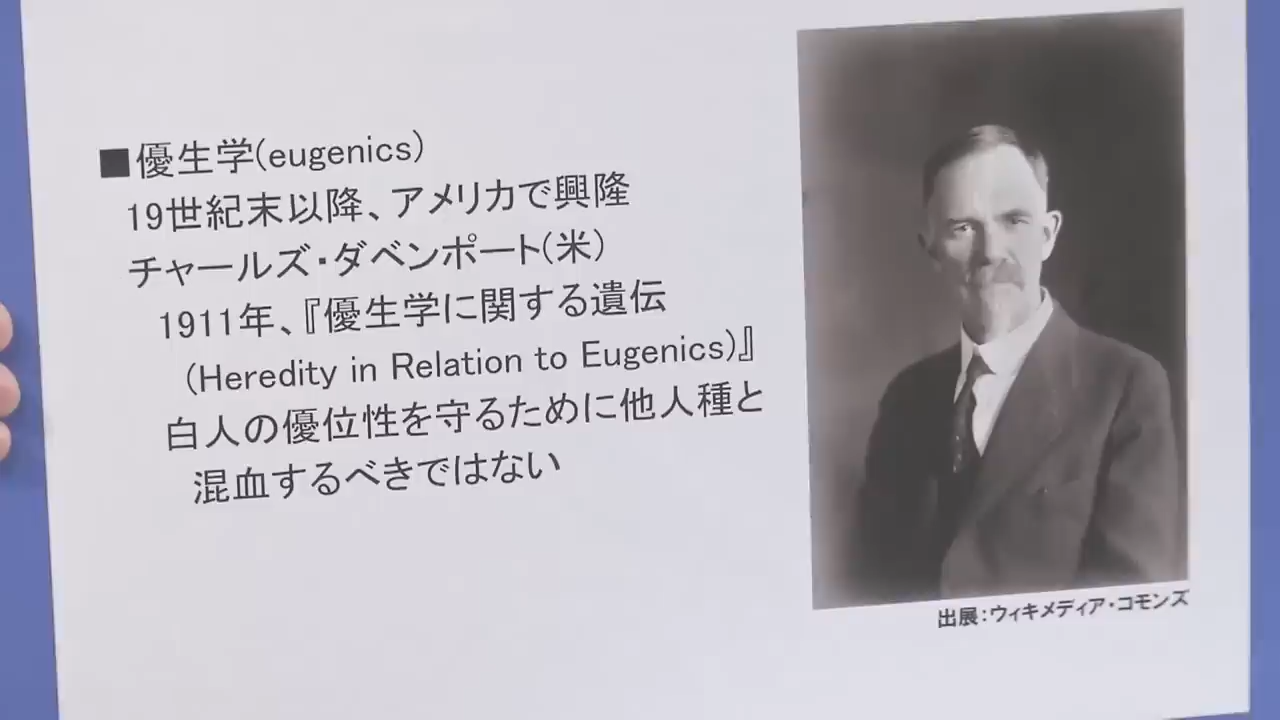 ■優生学(eugenics)
19世紀末以降、アメリカで興隆
チャールズ・ダベンポート(米)
1911年、『優生学に関する遺伝
(Heredity in Relation to Eugenics)』
白人の優位性を守るために他人種と
混血するべきではない
出展:ウィキメディア・コモンズ